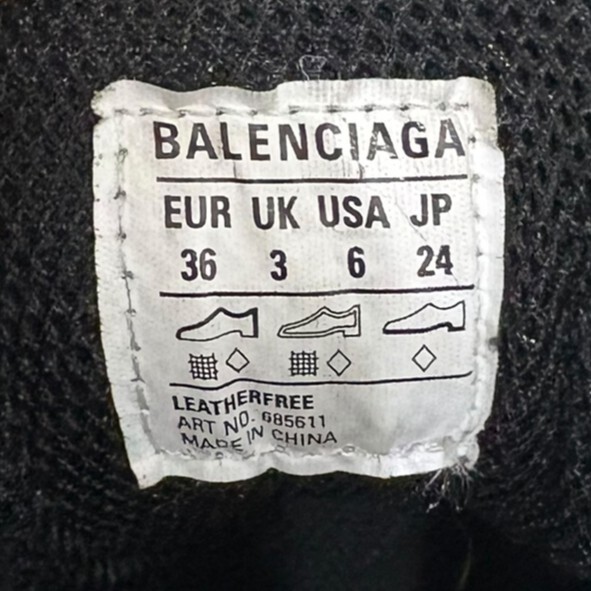 BALENCIAGA
EUR UK USA JP
36 3 6 24
LEATHERFREE
ART NO. 685611
MADE IN CHINA